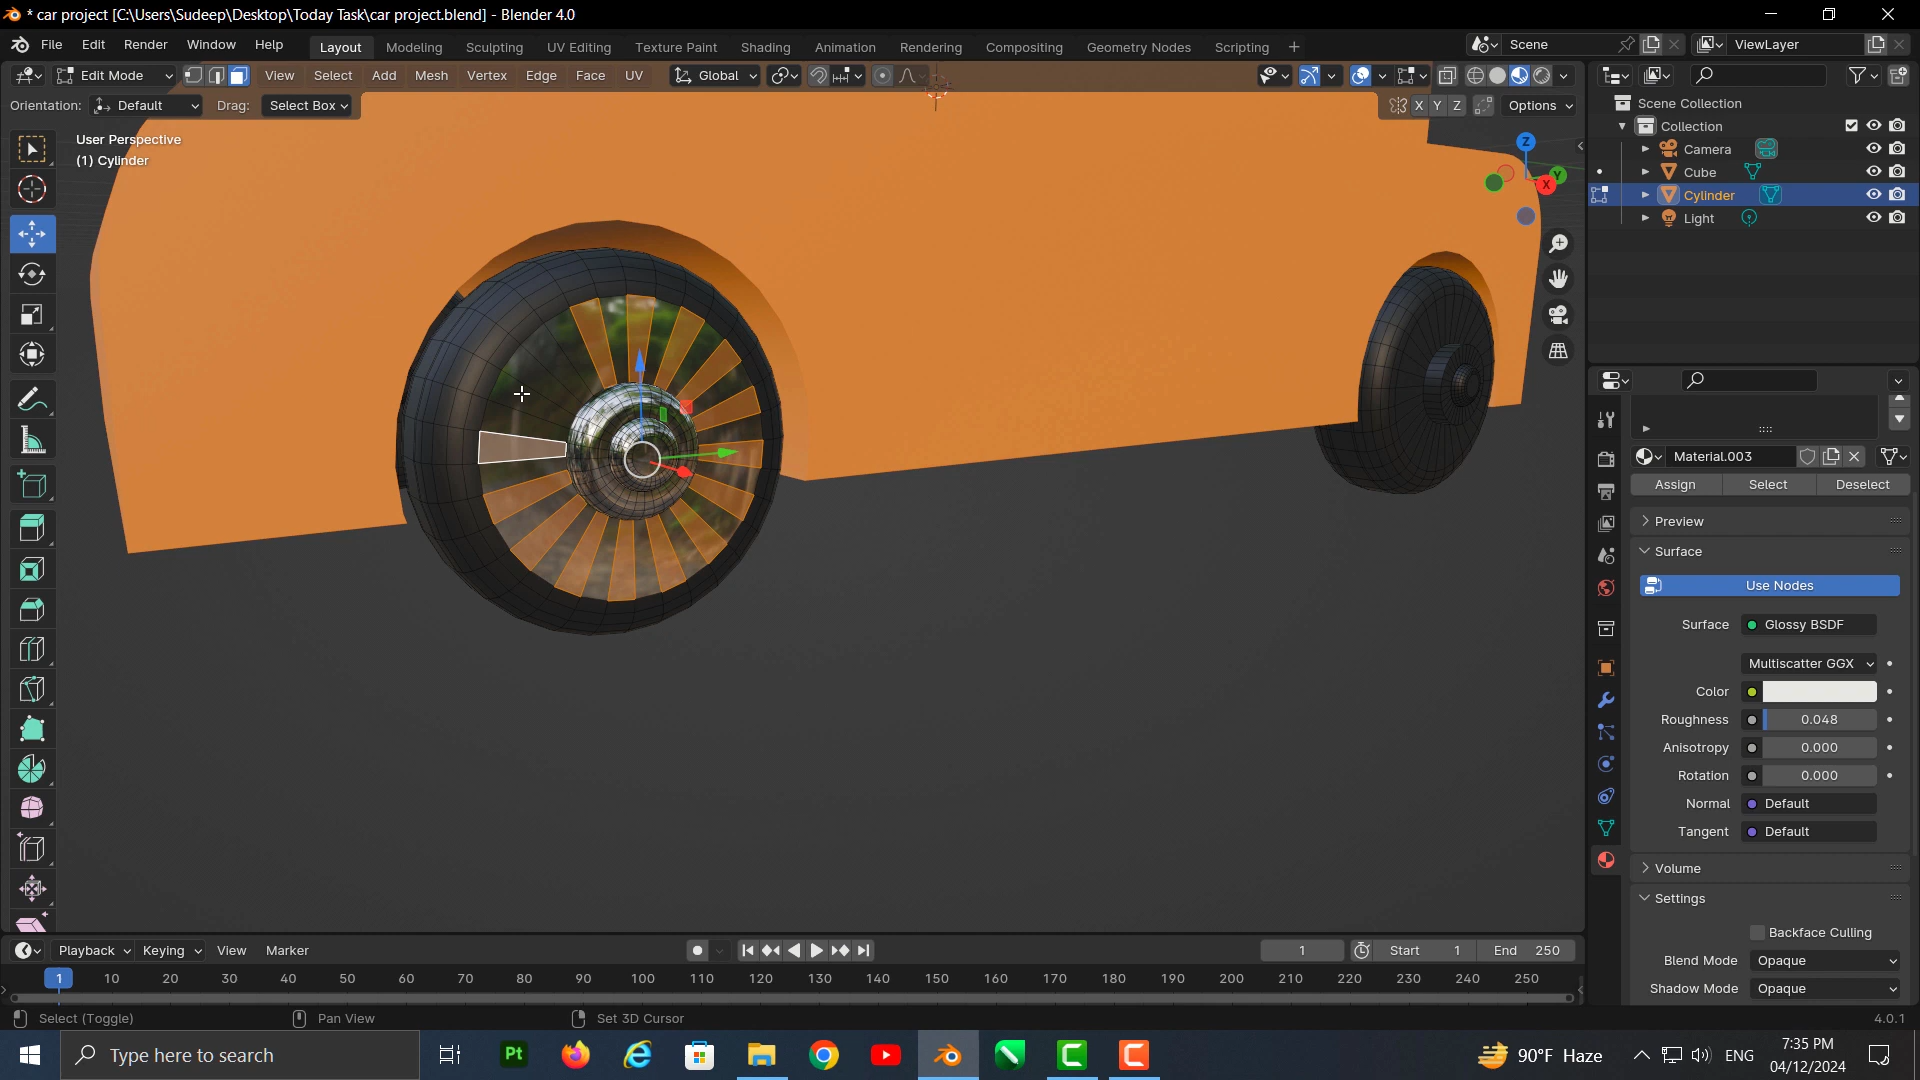 * car project [C:\Users\Sudeep\Desktop\Today Task\car project.blend] - Blender 4.0
File Edit Render Window Help Layout Modeling Sculpting UV Editing Texture Paint Shading Animation Rendering Compositing Geometry Nodes Scripting + Scene ViewLayer
Edit Mode View Select Add Mesh Vertex Edge Face UV Global
Orientation: Default Drag: Select Box X Y Z Options
User Perspective
(1) Cylinder
Z
Y
X
Scene Collection
Collection
Camera
Cube
Cylinder
Light
Material.003
Assign Select Deselect
Preview
Surface
Use Nodes
Surface Glossy BSDF
Multiscatter GGX
Color
Roughness 0.048
Anisotropy 0.000
Rotation 0.000
Normal Default
Tangent Default
Volume
Settings
Backface Culling
Blend Mode Opaque
Shadow Mode Opaque
Playback Keying View Marker 1 Start 1 End 250
1 10 20 30 40 50 60 70 80 90 100 110 120 130 140 150 160 170 180 190 200 210 220 230 240 250
Select (Toggle) Pan View Set 3D Cursor 4.0.1
Type here to search Pt 90°F Haze ENG 7:35 PM
04/12/2024